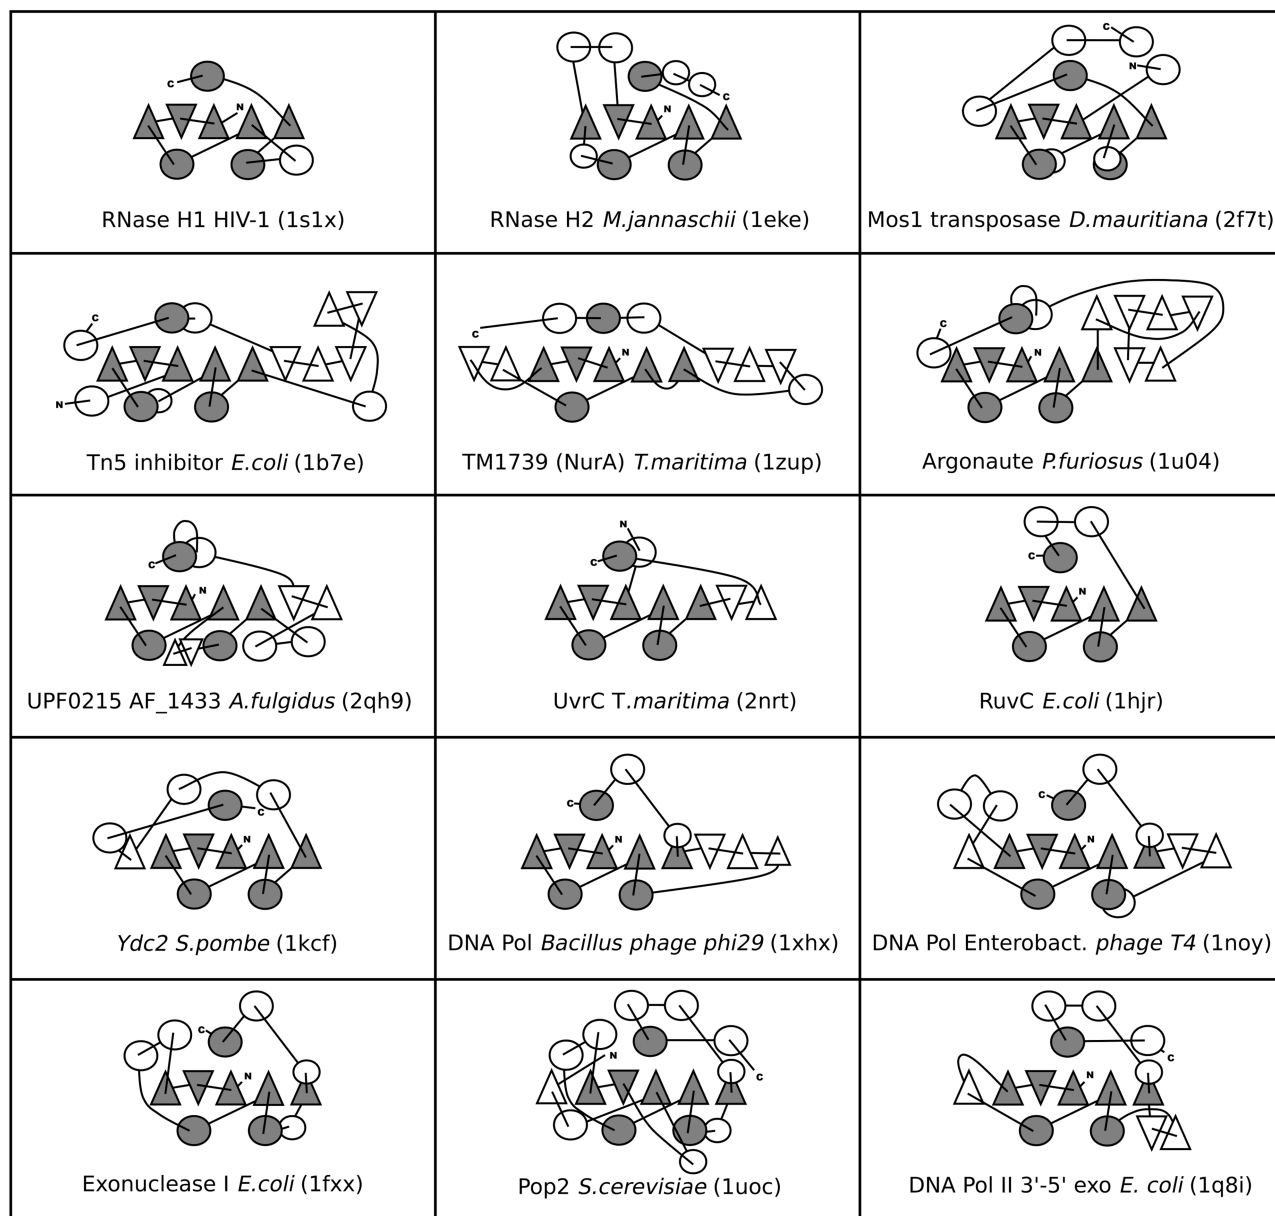 C
N
RNase H1 HIV-1 (1s1x)
N
C
RNase H2 M.jannaschii (1eke)
C
N
Mos1 transposase D.mauritiana (2f7t)
C
N
Tn5 inhibitor E.coli (1b7e)
C
N
TM1739 (NurA) T.maritima (1zup)
C
N
Argonaute P.furiosus (1u04)
C
N
UPF0215 AF_1433 A.fulgidus (2qh9)
N
C
UvrC T.maritima (2nrt)
C
N
RuvC E.coli (1hjr)
C
N
Ydc2 S.pombe (1kcf)
C
N
DNA Pol Bacillus phage phi29 (1xhx)
C
N
DNA Pol Enterobact. phage T4 (1noy)
C
N
Exonuclease I E.coli (1fxx)
N
C
Pop2 S.cerevisiae (1uoc)
C
N
DNA Pol II 3'-5' exo E. coli (1q8i)